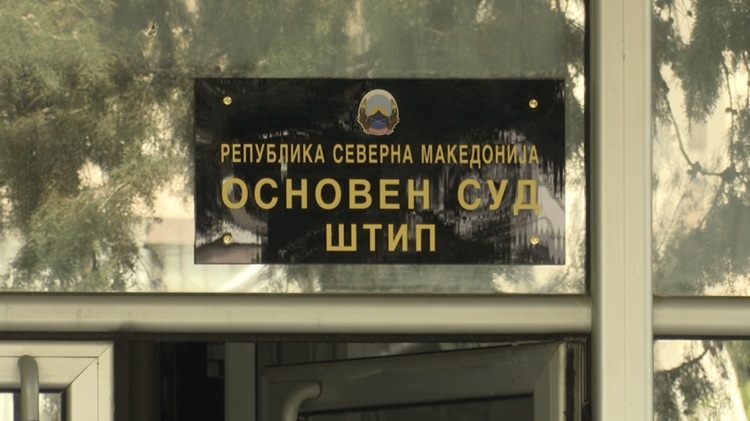 РЕПУБЛИКА СЕВЕРНА МАКЕДОНИЈА
ОСНОВЕН СУД
ШТИП